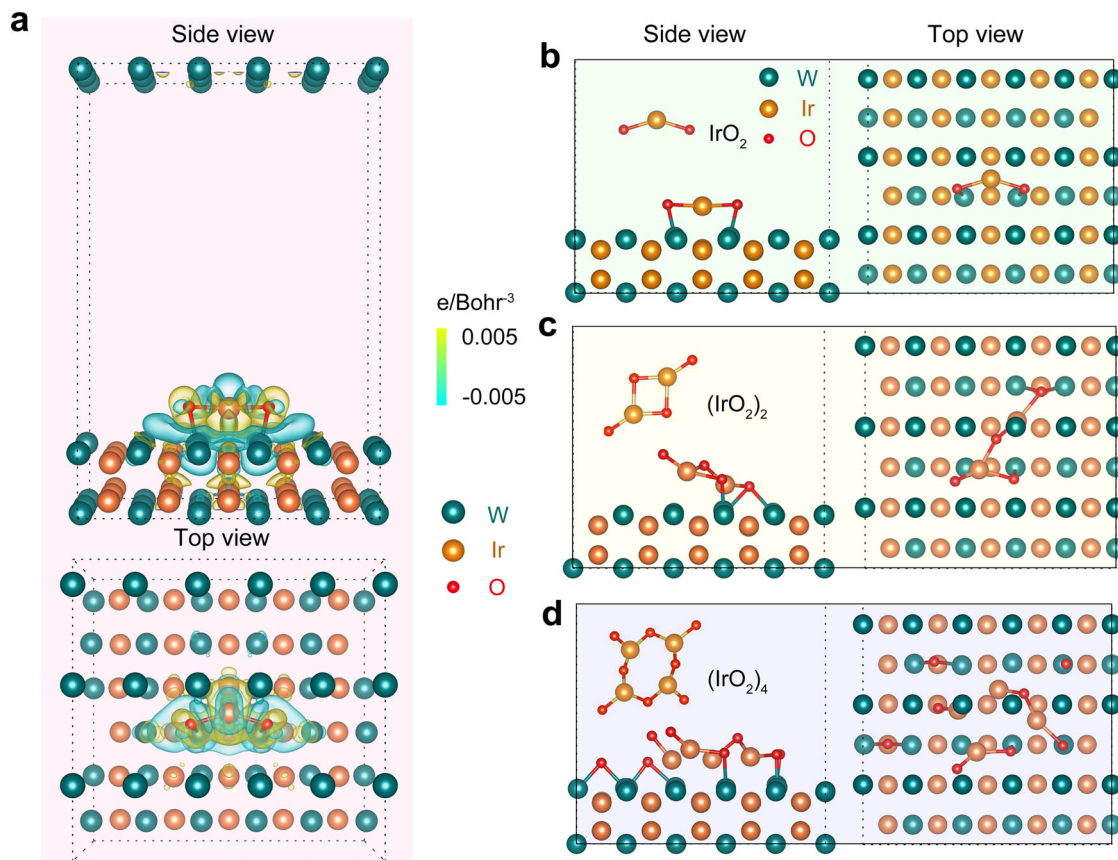 a
Side view
e/Bohr⁻³
0.005
-0.005
W
Ir
O
Top view
Side view
Top view
b
W
Ir
O
IrO₂
c
(IrO₂)₂
d
(IrO₂)₄